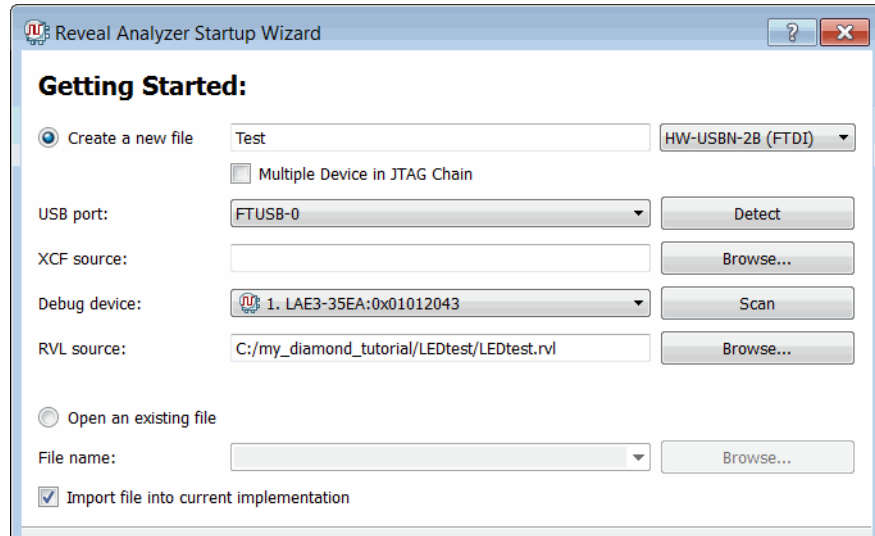 Reveal Analyzer Startup Wizard
Getting Started:
Create a new file Test HW-USBN-2B (FTDI)
Multiple Device in JTAG Chain
USB port: FTUSB-0 Detect
XCF source: Browse...
Debug device: 1. LAE3-35EA:0x01012043 Scan
RVL source: C:/my_diamond_tutorial/LEDtest/LEDtest.rvl Browse...
Open an existing file
File name: Browse...
Import file into current implementation